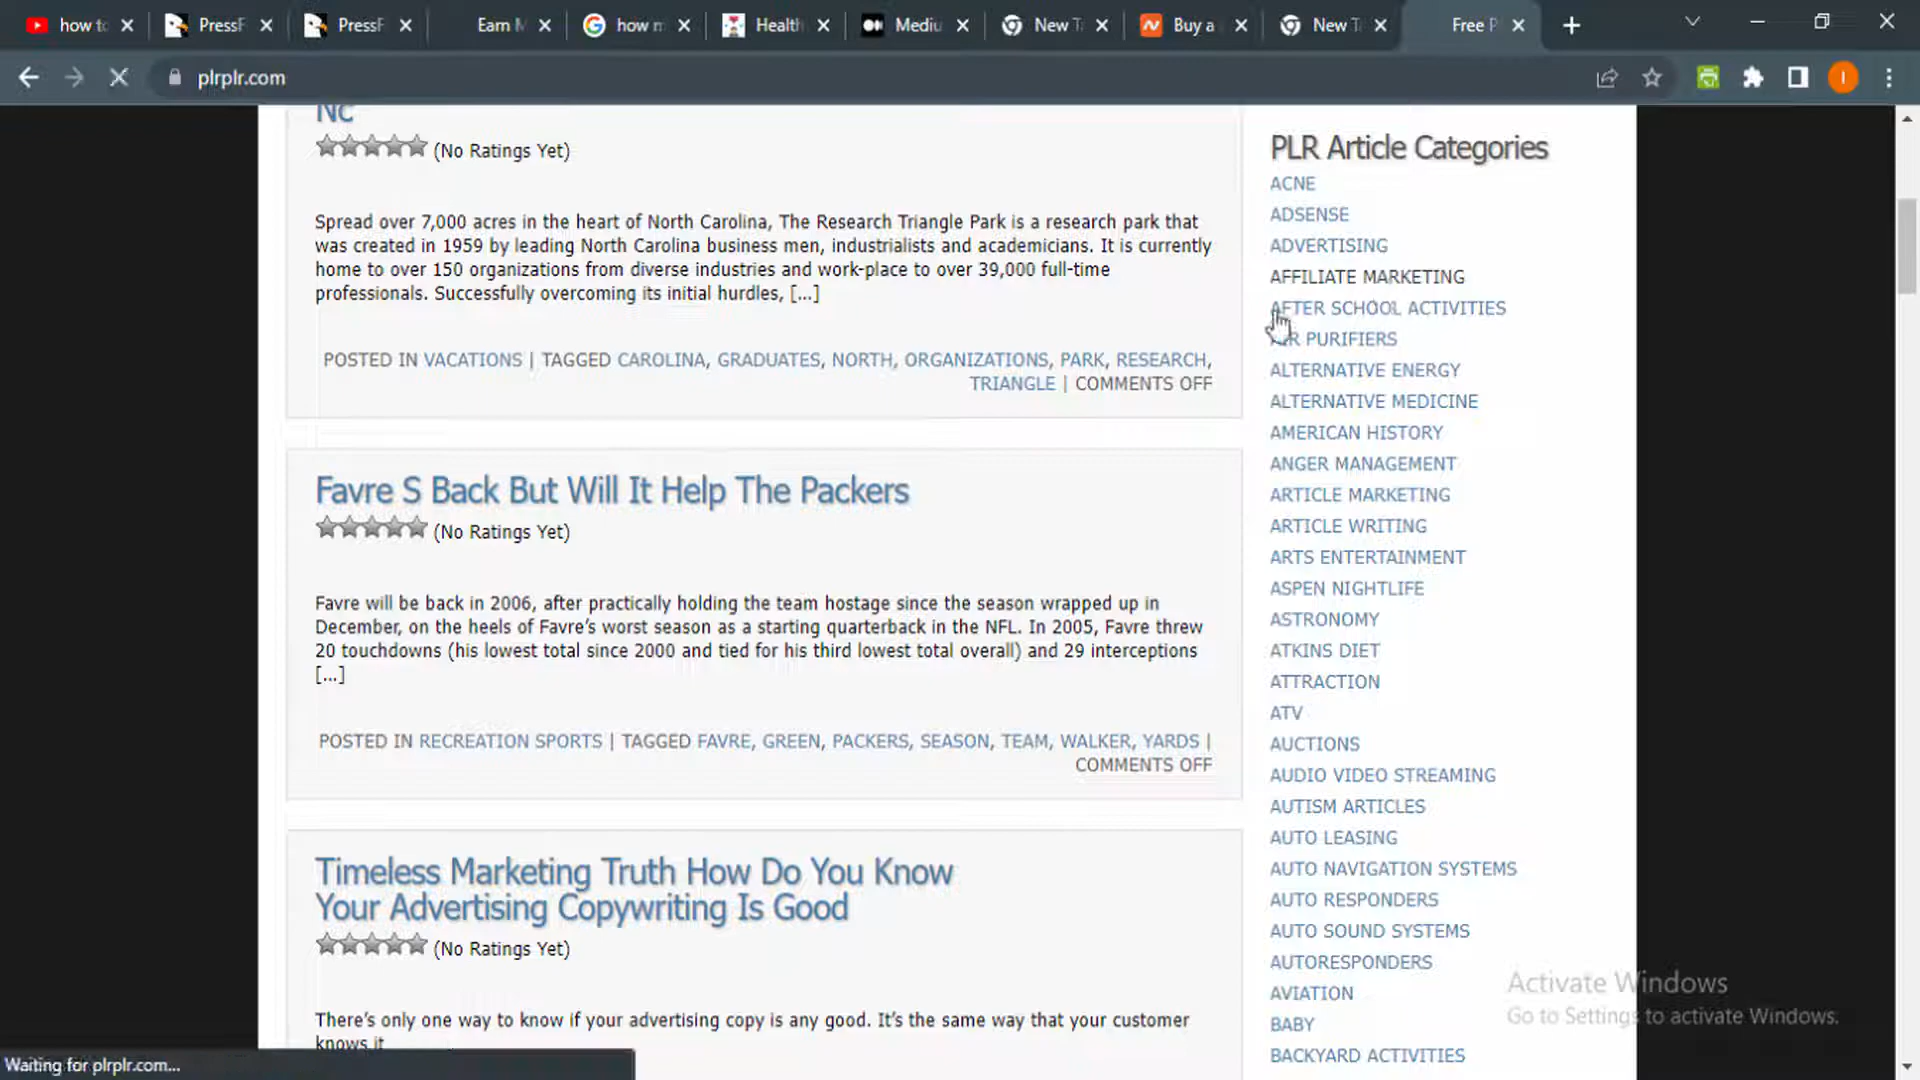 how to
PressF
PressF
Earn M
how m
Health
Mediu
New T
Buy a
New T
Free P
plrplr.com
Nc
(No Ratings Yet)
Spread over 7,000 acres in the heart of North Carolina, The Research Triangle Park is a research park that
was created in 1959 by leading North Carolina business men, industrialists and academicians. It is currently
home to over 150 organizations from diverse industries and work-place to over 39,000 full-time
professionals. Successfully overcoming its initial hurdles, [...]
POSTED IN VACATIONS | TAGGED CAROLINA, GRADUATES, NORTH, ORGANIZATIONS, PARK, RESEARCH,
TRIANGLE | COMMENTS OFF
Favre S Back But Will It Help The Packers
(No Ratings Yet)
Favre will be back in 2006, after practically holding the team hostage since the season wrapped up in
December, on the heels of Favre's worst season as a starting quarterback in the NFL. In 2005, Favre threw
20 touchdowns (his lowest total since 2000 and tied for his third lowest total overall) and 29 interceptions
[...]
POSTED IN RECREATION SPORTS | TAGGED FAVRE, GREEN, PACKERS, SEASON, TEAM, WALKER, YARDS |
COMMENTS OFF
Timeless Marketing Truth How Do You Know
Your Advertising Copywriting Is Good
(No Ratings Yet)
There's only one way to know if your advertising copy is any good. It's the same way that your customer
knows it
PLR Article Categories
ACNE
ADSENSE
ADVERTISING
AFFILIATE MARKETING
AFTER SCHOOL ACTIVITIES
AIR PURIFIERS
ALTERNATIVE ENERGY
ALTERNATIVE MEDICINE
AMERICAN HISTORY
ANGER MANAGEMENT
ARTICLE MARKETING
ARTICLE WRITING
ARTS ENTERTAINMENT
ASPEN NIGHTLIFE
ASTRONOMY
ATKINS DIET
ATTRACTION
ATV
AUCTIONS
AUDIO VIDEO STREAMING
AUTISM ARTICLES
AUTO LEASING
AUTO NAVIGATION SYSTEMS
AUTO RESPONDERS
AUTO SOUND SYSTEMS
AUTORESPONDERS
AVIATION
BABY
BACKYARD ACTIVITIES
Activate Windows
Go to Settings to activate Windows.
Waiting for plrplr.com...